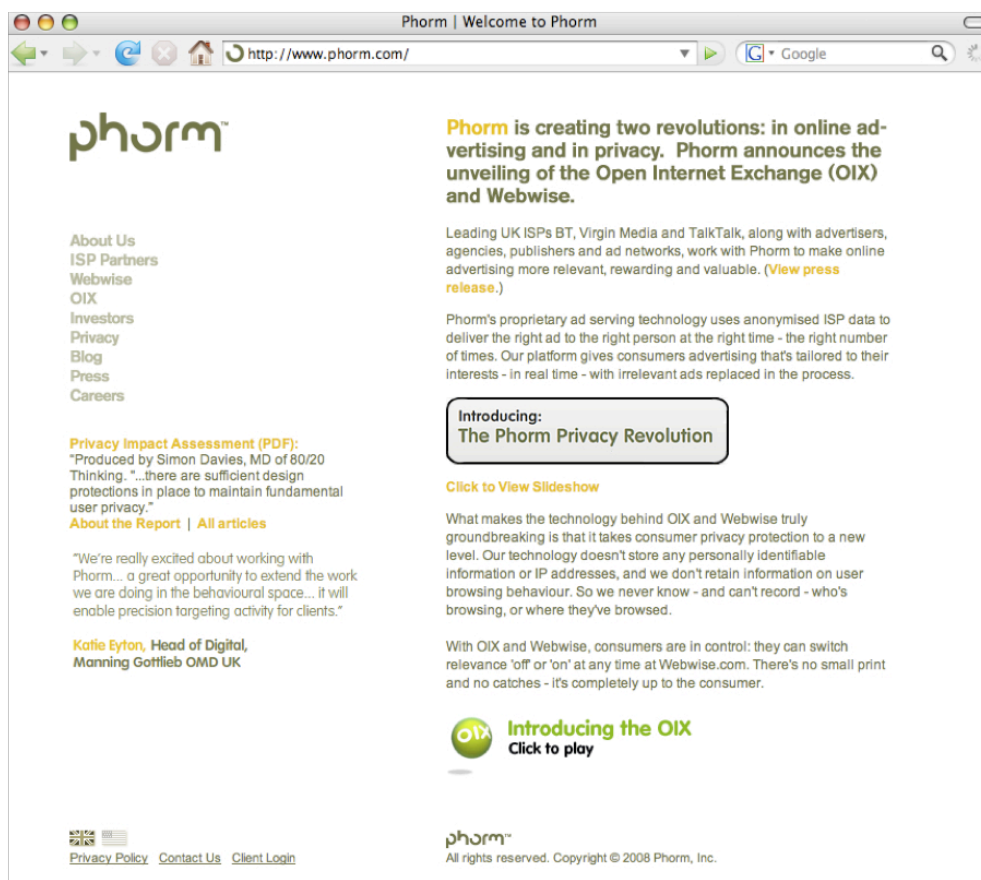 Phorm | Welcome to Phorm
http://www.phorm.com/
G
Google
phorm™
About Us
ISP Partners
Webwise
OIX
Investors
Privacy
Blog
Press
Careers
Privacy Impact Assessment (PDF):
"Produced by Simon Davies, MD of 80/20
Thinking. "...there are sufficient design
protections in place to maintain fundamental
user privacy."
About the Report | All articles
"We're really excited about working with
Phorm... a great opportunity to extend the work
we are doing in the behavioural space... it will
enable precision targeting activity for clients."
Katie Eyton, Head of Digital,
Manning Gottlieb OMD UK
Phorm is creating two revolutions: in online ad-
vertising and in privacy. Phorm announces the
unveiling of the Open Internet Exchange (OIX)
and Webwise.
Leading UK ISPs BT, Virgin Media and TalkTalk, along with advertisers,
agencies, publishers and ad networks, work with Phorm to make online
advertising more relevant, rewarding and valuable. (View press
release.)
Phorm's proprietary ad serving technology uses anonymised ISP data to
deliver the right ad to the right person at the right time - the right number
of times. Our platform gives consumers advertising that's tailored to their
interests - in real time - with irrelevant ads replaced in the process.
Introducing:
The Phorm Privacy Revolution
Click to View Slideshow
What makes the technology behind OIX and Webwise truly
groundbreaking is that it takes consumer privacy protection to a new
level. Our technology doesn't store any personally identifiable
information or IP addresses, and we don't retain information on user
browsing behaviour. So we never know - and can't record - who's
browsing, or where they've browsed.
With OIX and Webwise, consumers are in control: they can switch
relevance 'off' or 'on' at any time at Webwise.com. There's no small print
and no catches - it's completely up to the consumer.
OIX
Introducing the OIX
Click to play
Privacy Policy Contact Us Client Login
phorm™
All rights reserved. Copyright © 2008 Phorm, Inc.